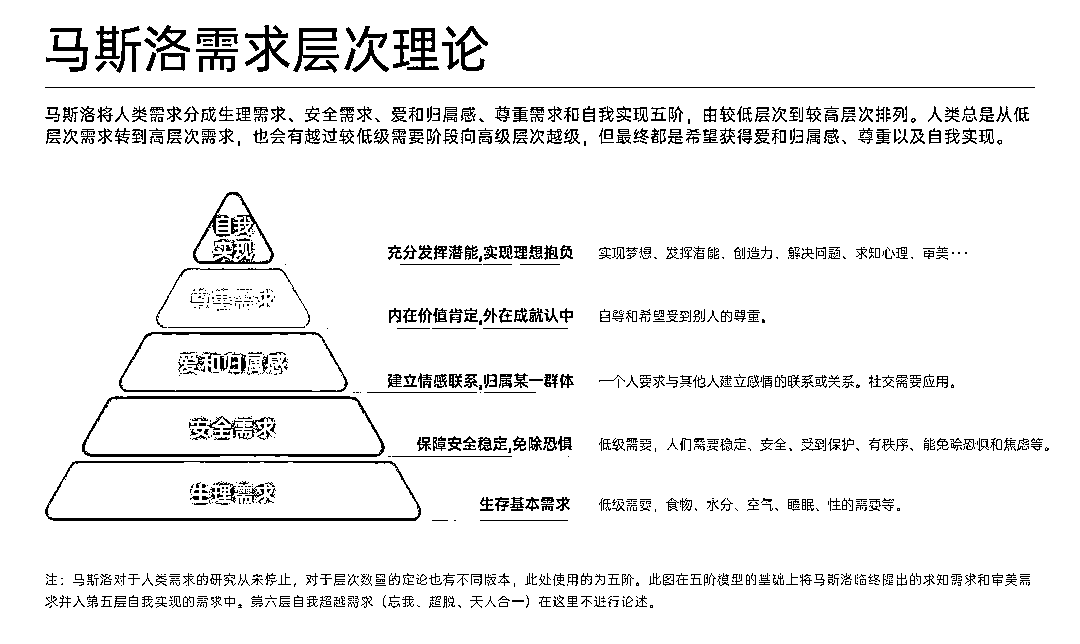 马斯洛需求层次理论
马斯洛将人类需求分成生理需求、安全需求、爱和归属感、尊重需求和自我实现五阶，由较低层次到较高层次排列。人类总是从低
层次需求转到高层次需求，也会有越过较低级需要阶段向高级层次越级，但最终都是希望获得爱和归属感、尊重以及自我实现。
自我
实现
充分发挥潜能,实现理想抱负
实现梦想、发挥潜能、创造力、解决问题、求知心理、审美···
尊重需求
内在价值肯定,外在成就认中
自尊和希望受到别人的尊重。
爱和归属感
建立情感联系,归属某一群体
一个人要求与其他人建立感情的联系或关系。社交需要应用。
安全需求
保障安全稳定,免除恐惧
低级需要，人们需要稳定、安全、受到保护、有秩序、能免除恐惧和焦虑等。
生理需求
生存基本需求
低级需要，食物、水分、空气、睡眠、性的需要等。
注：马斯洛对于人类需求的研究从未停止，对于层次数量的定论也有不同版本，此处使用的为五阶。此图在五阶模型的基础上将马斯洛临终提出的求知需求和审美需
求并入第五层自我实现的需求中。第六层自我超越需求（忘我、超脱、天人合一）在这里不进行论述。